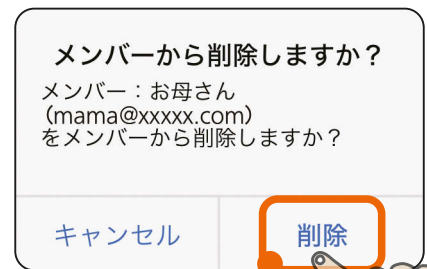 メンバーから削除しますか？
メンバー：お母さん
（mama@xxxxx.com）
をメンバーから削除しますか？
キャンセル
削除